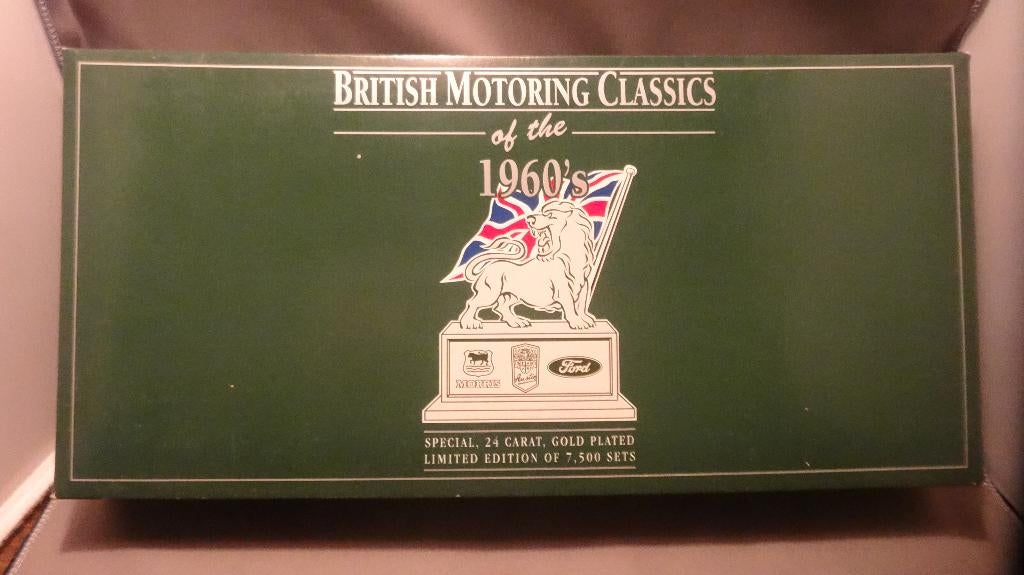 BRITISH MOTORING CLASSICS
of the
1960's
MORRIS Austin Ford
SPECIAL, 24 CARAT, GOLD PLATED
LIMITED EDITION OF 7,500 SETS